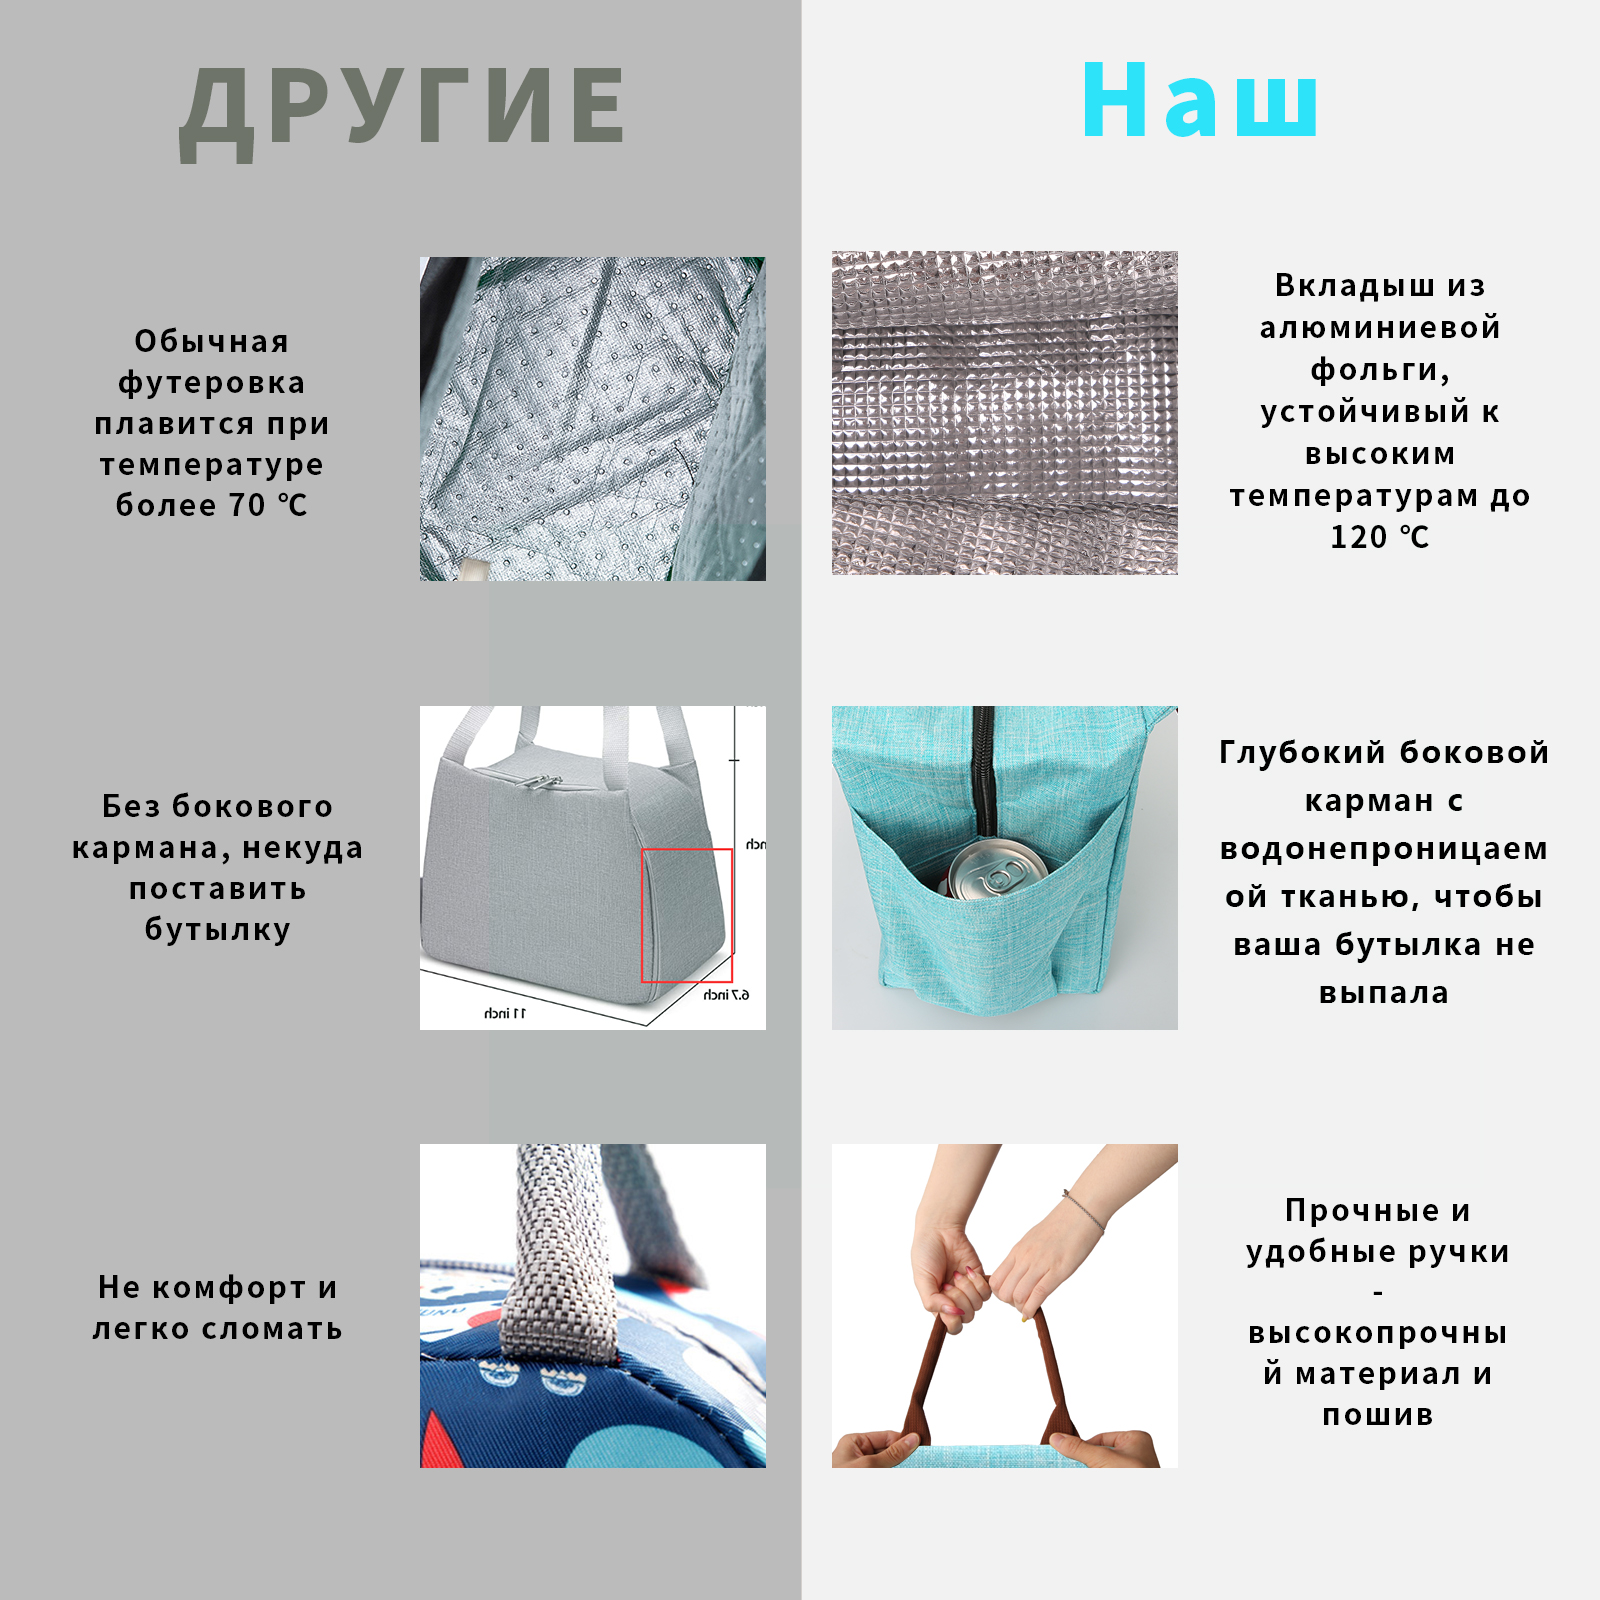 ДРУГИЕ
Наш
Обычная
футеровка
плавится при
температуре
более 70 ℃
Вкладыш из
алюминиевой
фольги,
устойчивый к
высоким
температурам до
120 ℃
Без бокового
кармана, некуда
поставить
бутылку
11 inch
6.7 inch
Глубокий боковой
карман с
водонепроницаем
ой тканью, чтобы
ваша бутылка не
выпала
Не комфорт и
легко сломать
Прочные и
удобные ручки
-
высокопрочны
й материал и
пошив